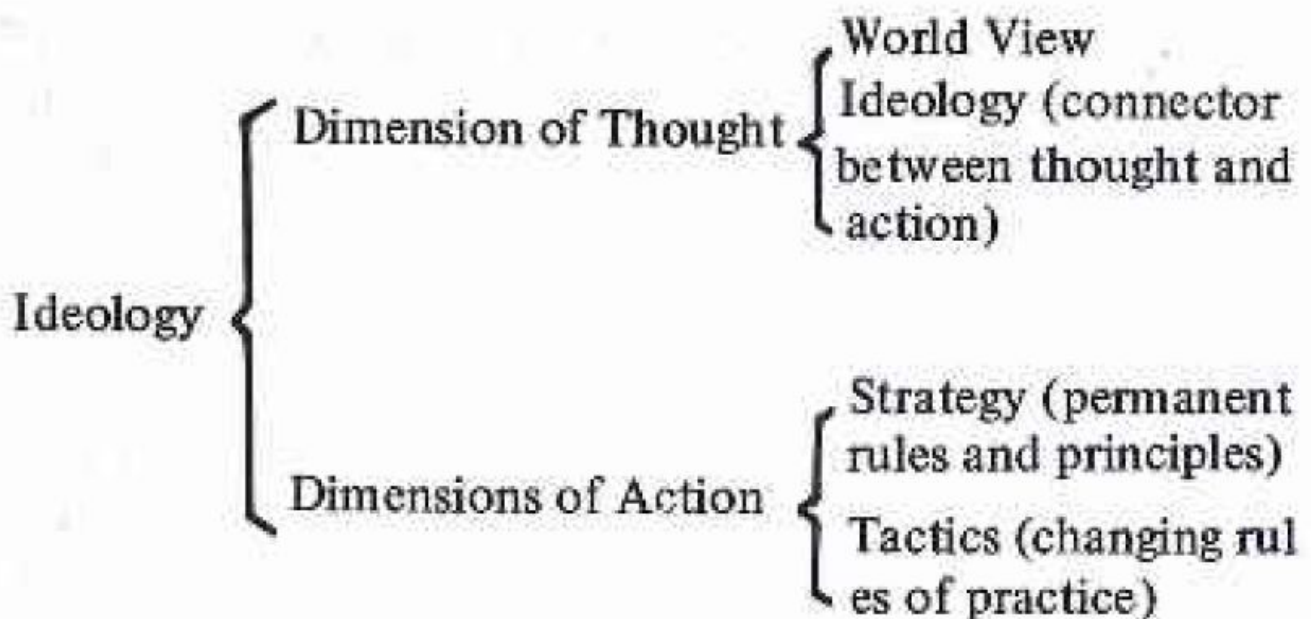 World View
Dimension of Thought
Ideology (connector
between thought and
action)
Ideology
Strategy (permanent
rules and principles)
Dimensions of Action
Tactics (changing rul
es of practice)